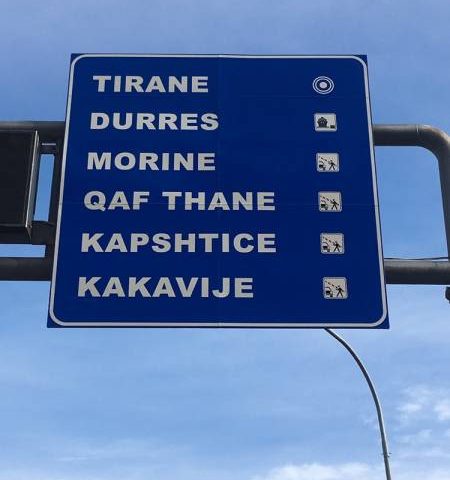 TIRANE
DURRES
MORINE
QAF THANE
KAPSHTICE
KAKAVIJE